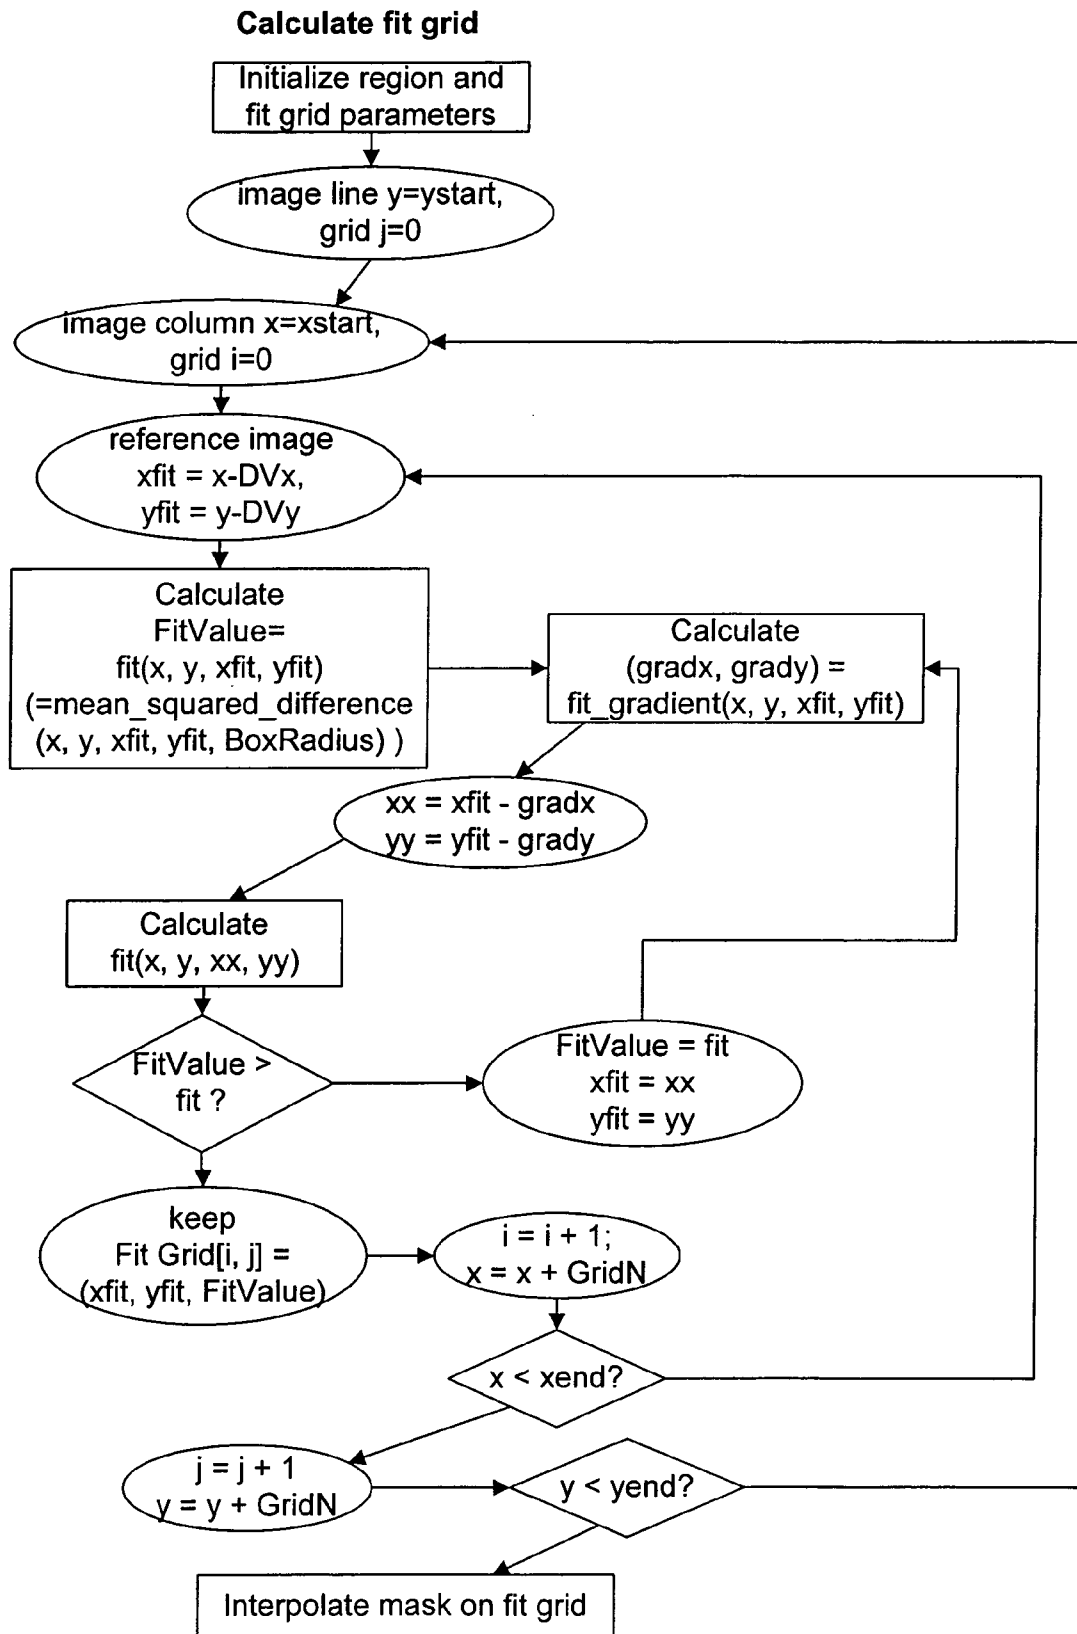 Calculate fit grid
Initialize region and
fit grid parameters
image line y=ystart,
grid j=0
image column x=xstart,
grid i=0
reference image
xfit = x-DVx,
yfit = y-DVy
Calculate
FitValue=
fit(x, y, xfit, yfit)
(=mean_squared_difference
(x, y, xfit, yfit, BoxRadius) )
Calculate
(gradx, grady) =
fit_gradient(x, y, xfit, yfit)
xx = xfit - gradx
yy = yfit - grady
Calculate
fit(x, y, xx, yy)
FitValue >
fit ?
FitValue = fit
xfit = xx
yfit = yy
keep
Fit Grid[i, j] =
(xfit, yfit, FitValue)
i = i + 1;
x = x + GridN
x < xend?
j = j + 1
y = y + GridN
y < yend?
Interpolate mask on fit grid